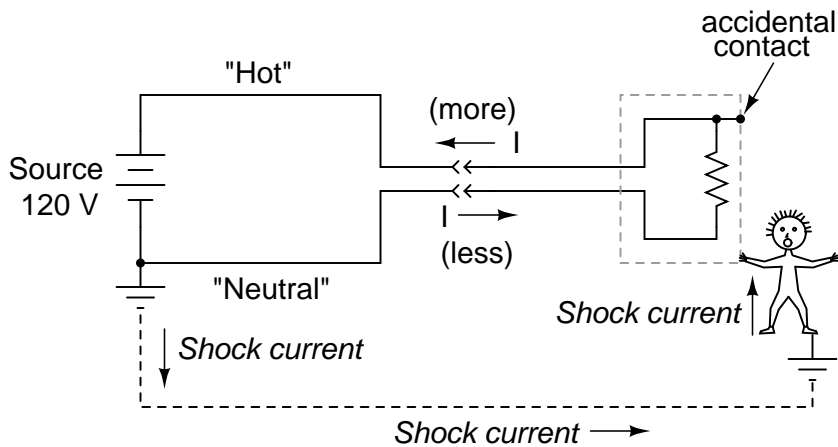 accidental
contact
"Hot"
(more)
I
Source
120 V
I
(less)
"Neutral"
Shock current
Shock current
Shock current